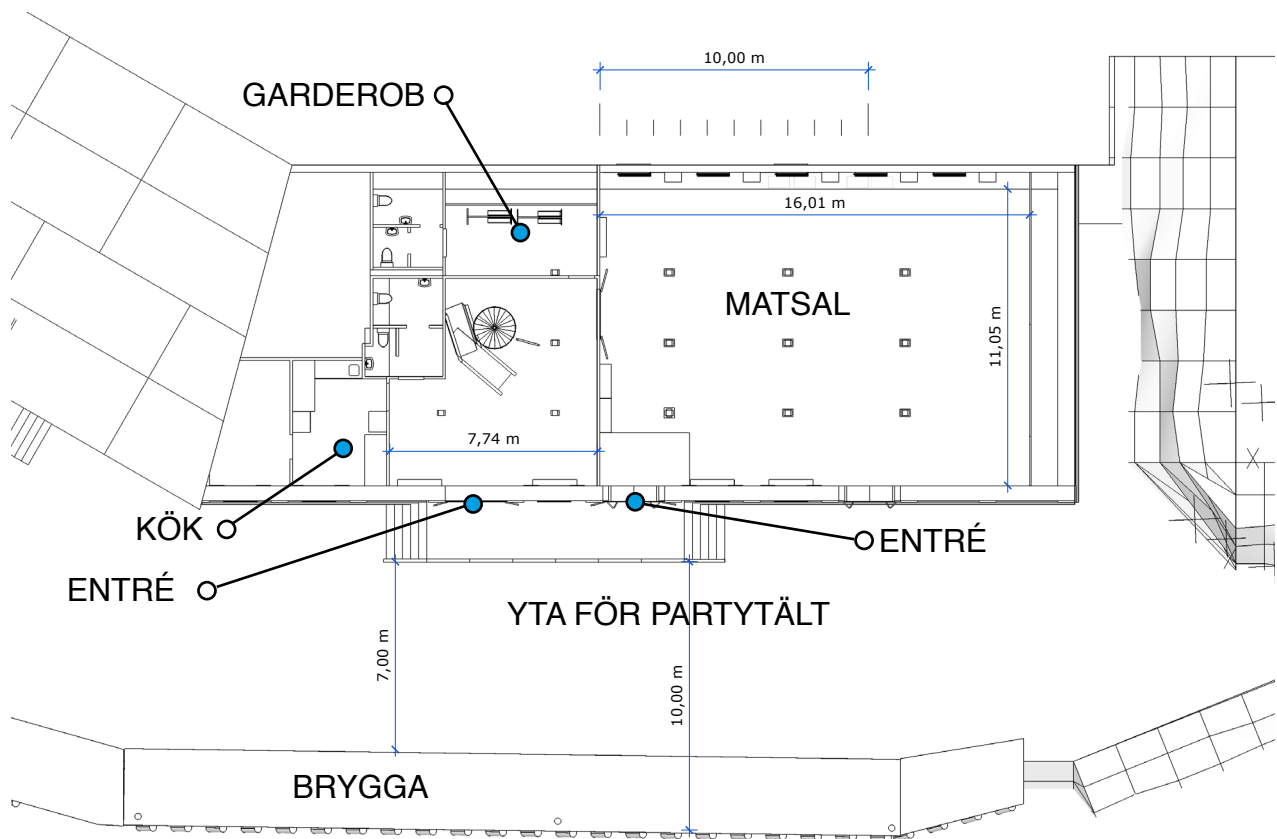 10,00 m
GARDEROB
16,01 m
MATSAL
11,05 m
7,74 m
KÖK
ENTRÉ
ENTRÉ
YTA FÖR PARTYTÄLT
7,00 m
10,00 m
BRYGGA